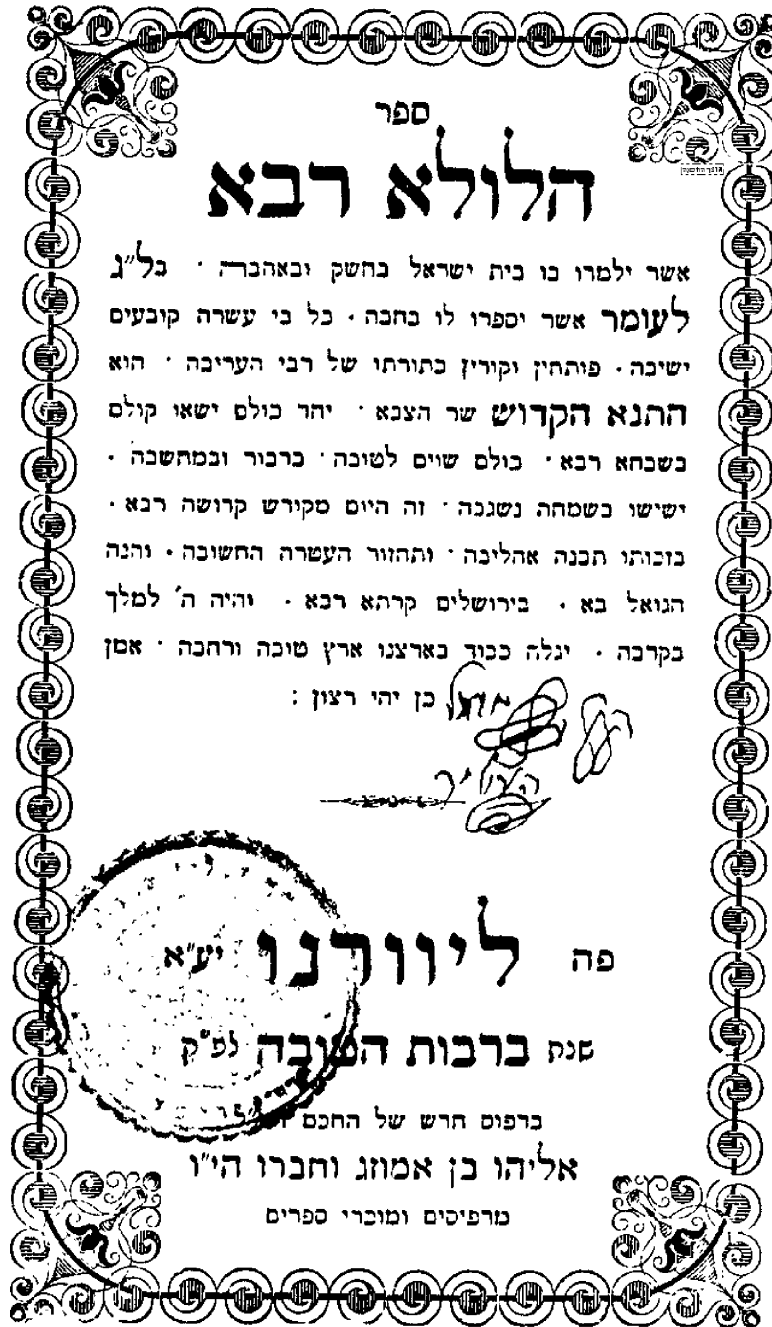 ספר
הלולא רבא
אשר ילמדו בו בית ישראל בחשק ובאהבה · בל״ג
לעומר אשר יספרו לו בחבה · כל בי עשרה קובעים
ישיבה · פותחין וקורין בתורתו של רבי העריבה · הוא
התנא הקדוש שר הצבא · יחד כולם ישאו קולם
בשבחא רבא · כולם שוים לטובה · בדבור ובמחשבה ·
ישישו בשמחה נשגבה · זה היום מקודש קדושה רבא ·
בזכותו תבנה אהליבה · ותחזור העטרה החשובה · והנה
הגואל בא · בירושלים קרתא רבא · והיה ה׳ למלך
בקרבה · יגלה כבוד בארצנו ארץ טובה ורחבה · אמן
כן יהי רצון :
פה ליוורנו יע״א
שנת ברבות הטובה לפ״ק
בדפוס חדש של החכם
אליהו בן אמוזג וחברו הי״ו
מדפיסים ומוכרי ספרים